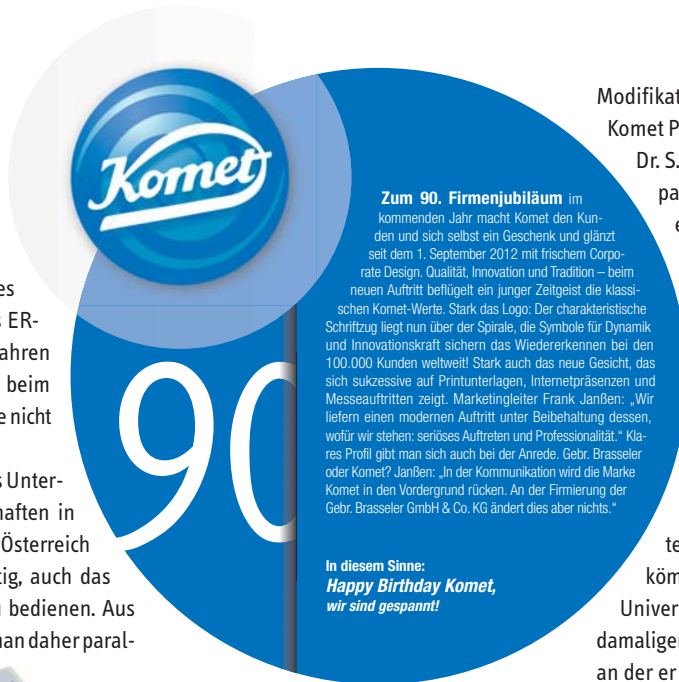 Komet
Modifikat
Komet P
Dr. S.
pa
e
es
s ER-
ahren
beim
e nicht
s Unter-
haften in
Österreich
tig, auch das
bedienen. Aus
man daher paral-
90
Zum 90. Firmenjubiläum im
kommenden Jahr macht Komet den Kun-
den und sich selbst ein Geschenk und glänzt
seit dem 1. September 2012 mit frischem Corpo-
rate Design. Qualität, Innovation und Tradition – beim
neuen Auftritt beflügelt ein junger Zeitgeist die klassi-
schen Komet-Werte. Stark das Logo: Der charakteristische
Schriftzug liegt nun über der Spirale, die Symbole für Dynamik
und Innovationskraft sichern das Wiedererkennen bei den
100.000 Kunden weltweit! Stark auch das neue Gesicht, das
sich sukzessive auf Printunterlagen, Internetpräsenzen und
Messeauftritten zeigt. Marketingleiter Frank Janßen: „Wir
liefern einen modernen Auftritt unter Beibehaltung dessen,
wofür wir stehen: seriöses Auftreten und Professionalität.“ Kla-
res Profil gibt man sich auch bei der Anrede. Gebr. Brasseler
oder Komet? Janßen: „In der Kommunikation wird die Marke
Komet in den Vordergrund rücken. An der Firmierung der
Gebr. Brasseler GmbH & Co. KG ändert dies aber nichts.“
In diesem Sinne:
Happy Birthday Komet,
wir sind gespannt!
te
köm
Univer
damaliger
an der er